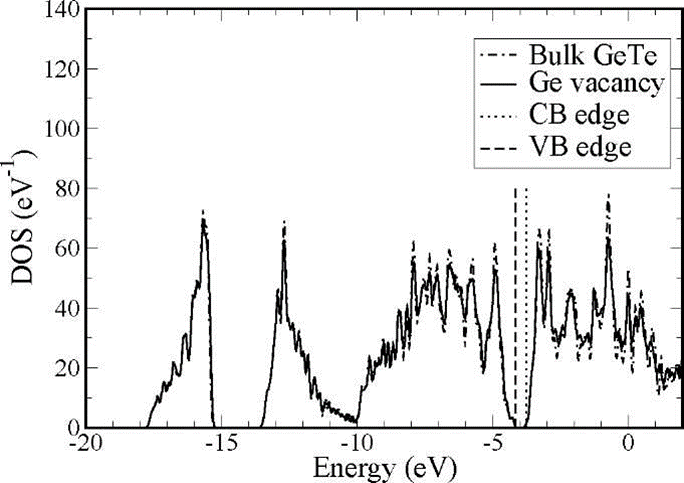 140
120
100
80
60
40
20
0
DOS (eV-1)
Bulk GeTe
Ge vacancy
CB edge
VB edge
-20 -15 -10 -5 0
Energy (eV)